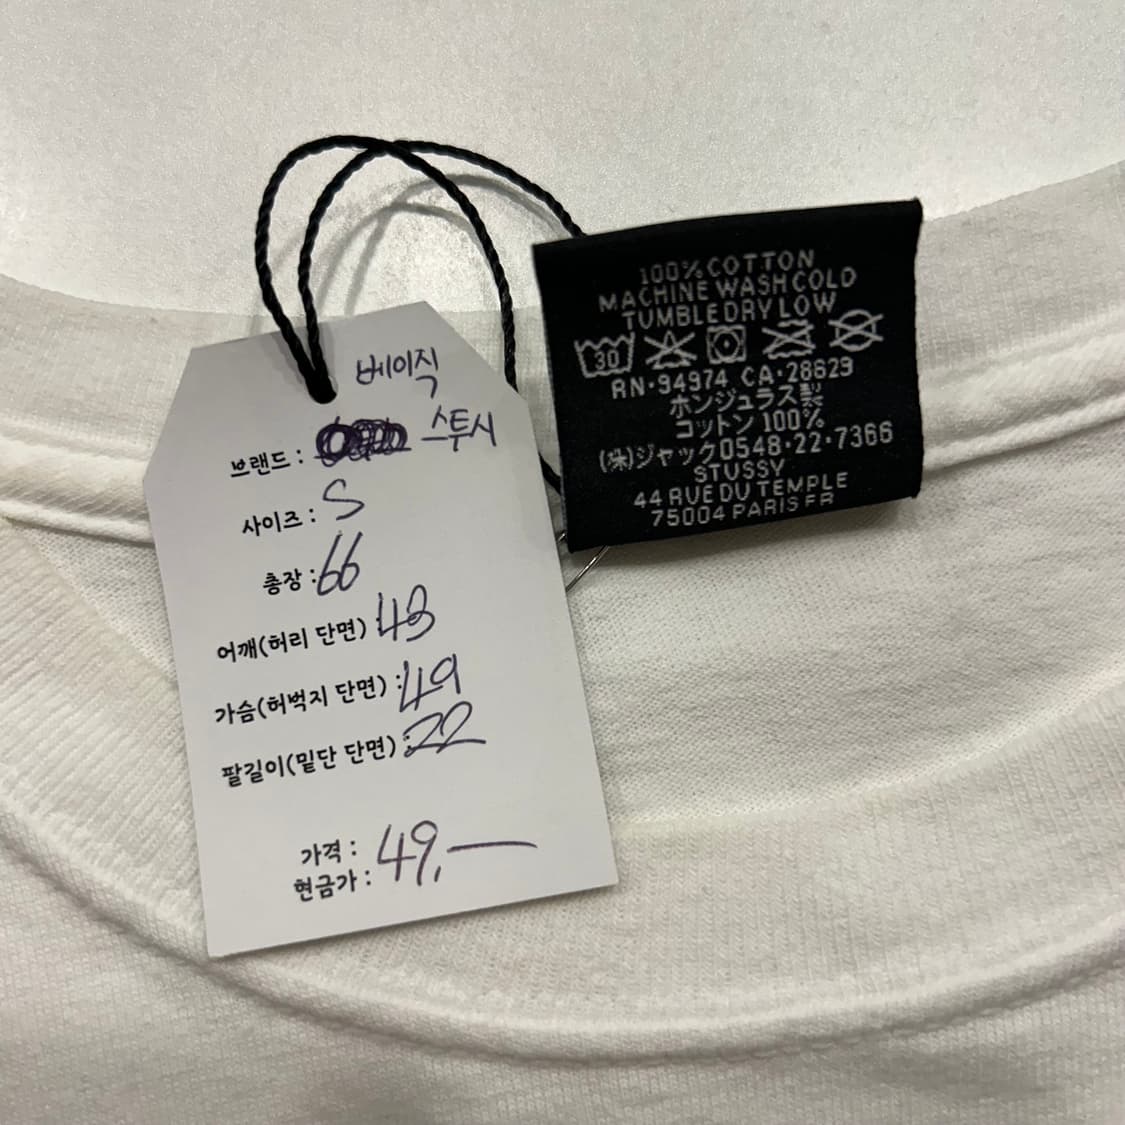 베이직
브랜드 : 스투시
사이즈 : S
총장 : 66
어깨(허리 단면) : 43
가슴(허벅지 단면) : 49
팔길이(밑단 단면) : 22
가격 : 49,—
현금가 :
100% COTTON
MACHINE WASH COLD
TUMBLE DRY LOW
30
RN·94974 CA·28629
ホンジュラス製
コットン 100%
(株)ジャック0548·22·7366
STUSSY
44 RUE DU TEMPLE
75004 PARIS FR